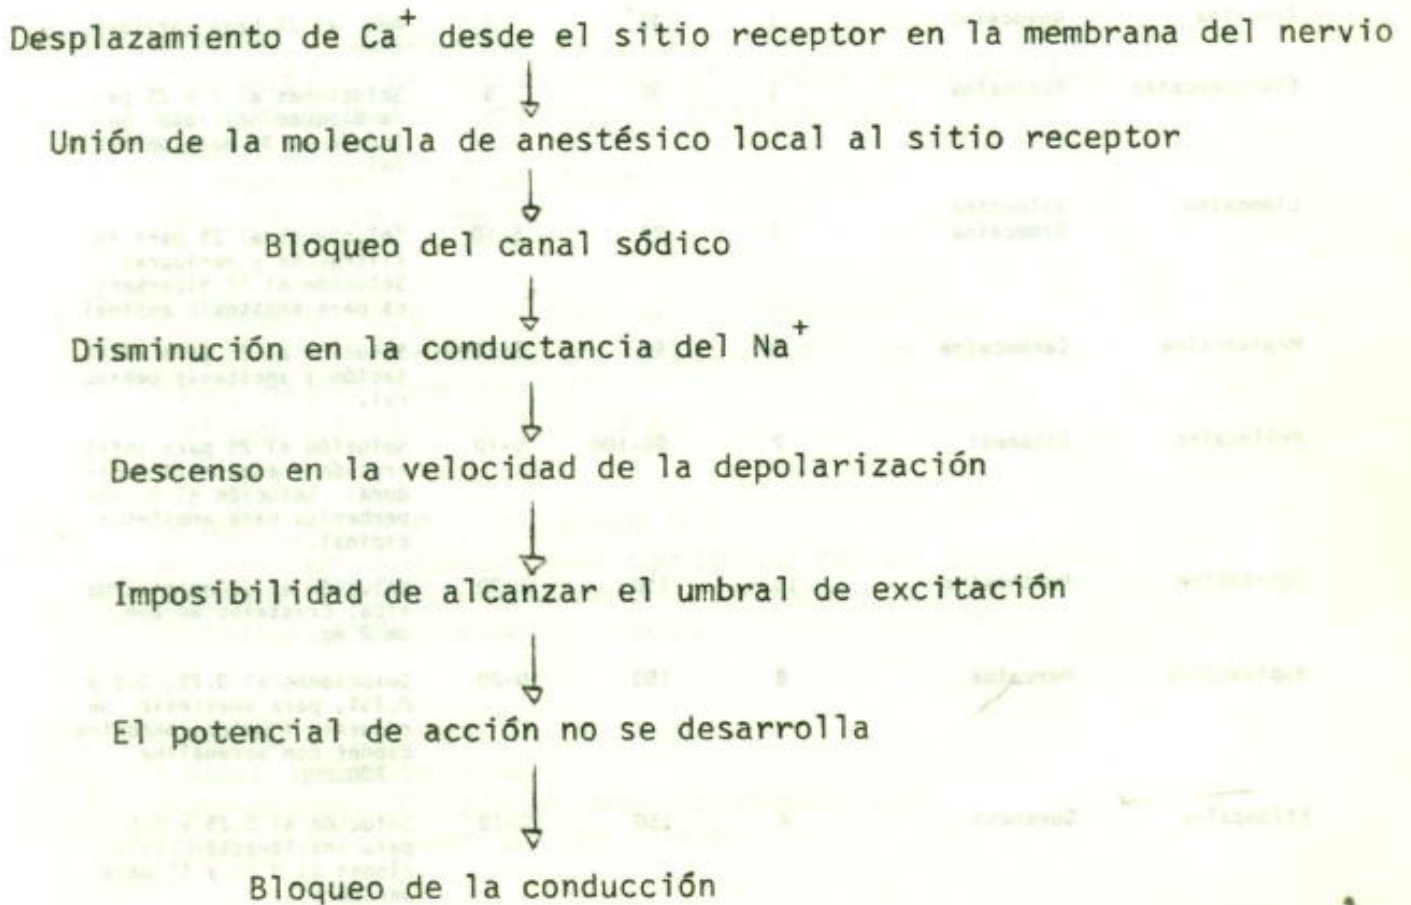 Desplazamiento de Ca+ desde el sitio receptor en la membrana del nervio
Unión de la molecula de anestésico local al sitio receptor
Bloqueo del canal sódico
Disminución en la conductancia del Na+
Descenso en la velocidad de la depolarización
Imposibilidad de alcanzar el umbral de excitación
El potencial de acción no se desarrolla
Bloqueo de la conducción